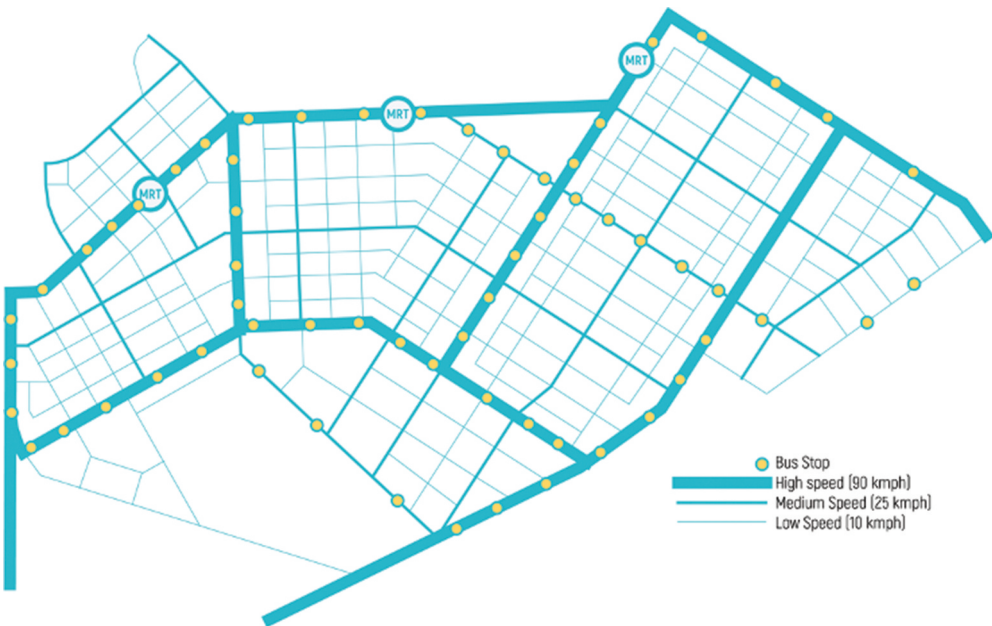 MRT
MRT
MRT
Bus Stop
High speed (90 kmph)
Medium Speed (25 kmph)
Low Speed (10 kmph)